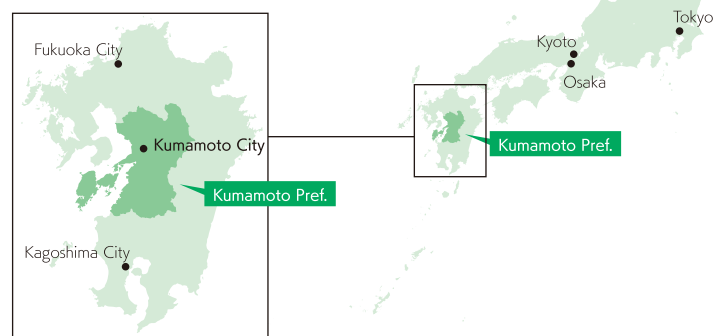 Fukuoka City
Kumamoto City
Kumamoto Pref.
Kagoshima City
Tokyo
Kyoto
Osaka
Kumamoto Pref.